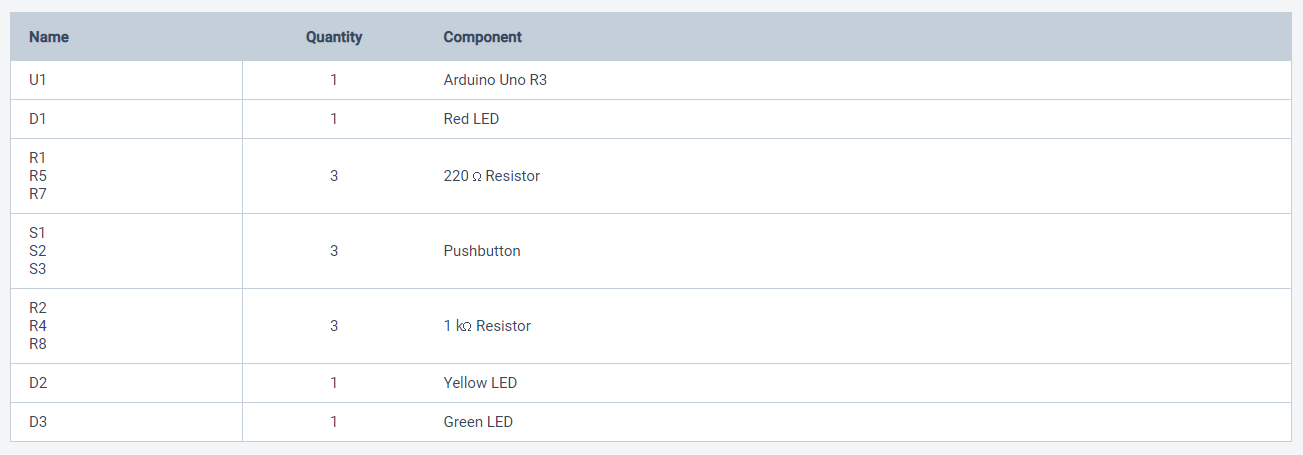 Name Quantity Component
U1 1 Arduino Uno R3
D1 1 Red LED
R1
R5 3 220 Ω Resistor
R7
S1
S2 3 Pushbutton
S3
R2
R4 3 1 kΩ Resistor
R8
D2 1 Yellow LED
D3 1 Green LED